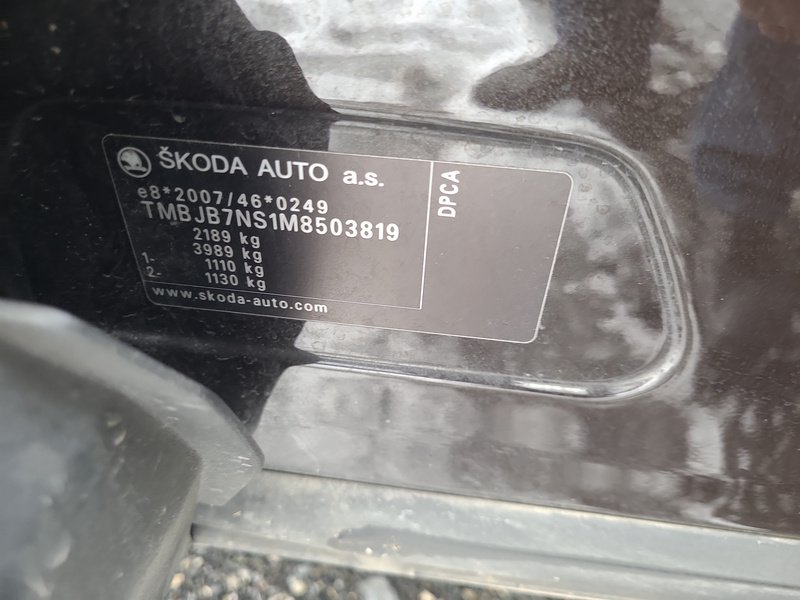 ŠKODA AUTO a.s.
e8*2007/46*0249
TMBJB7NS1M8503819
2189 kg
3989 kg
1- 1110 kg
2- 1130 kg
www.skoda-auto.com
DPCA